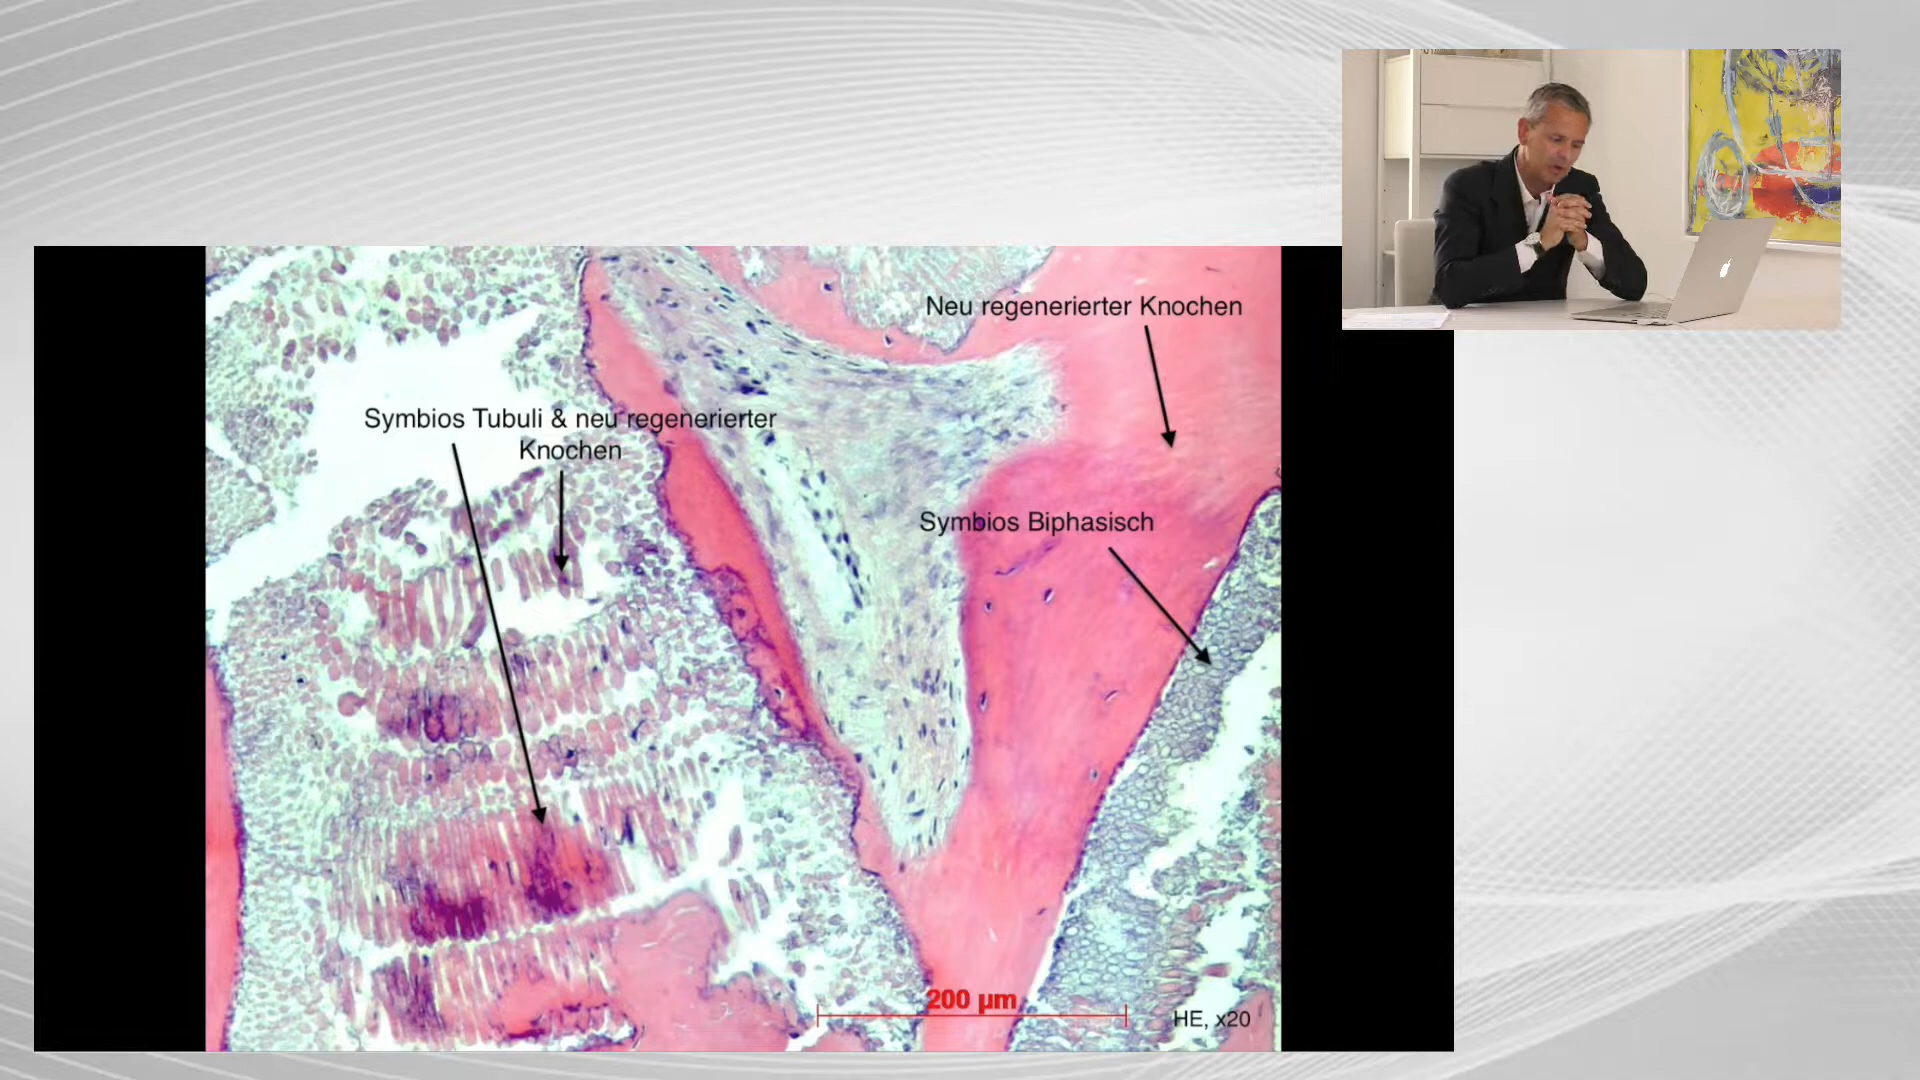 Neu regenerierter Knochen
Symbios Tubuli & neu regenerierter
Knochen
Symbios Biphasisch
200 µm
HE, x20